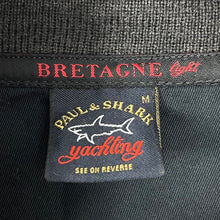 BRETAGNE light
PAUL & SHARK
M
yachting
SEE ON REVERSE